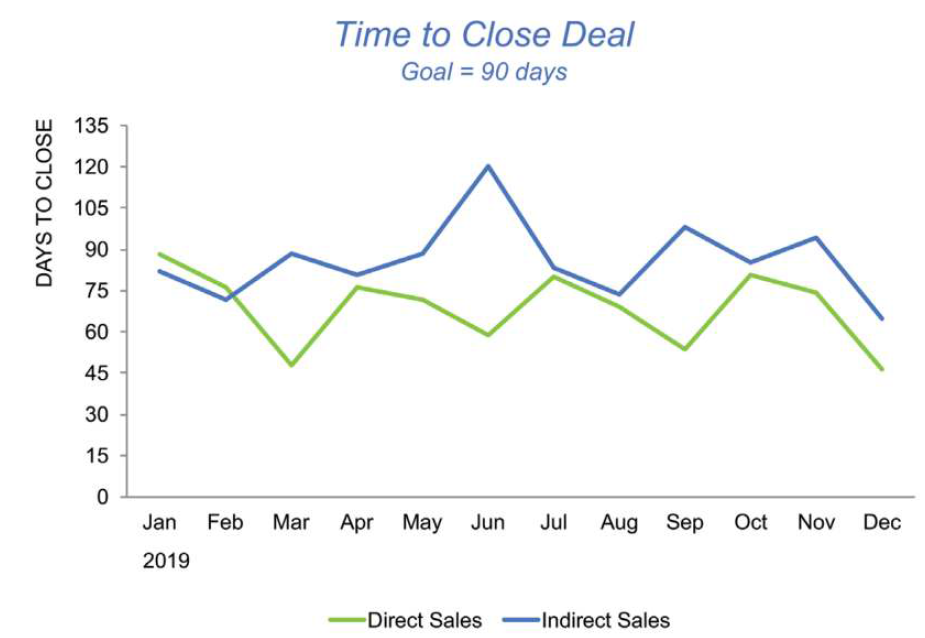 Time to Close Deal
Goal = 90 days
DAYS TO CLOSE
135
120
105
90
75
60
45
30
15
0
Jan Feb Mar Apr May Jun Jul Aug Sep Oct Nov Dec
2019
Direct Sales Indirect Sales